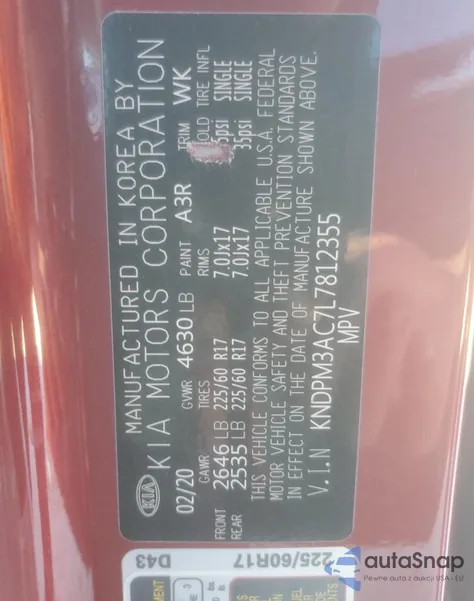 MANUFACTURED IN KOREA BY
KIA KIA MOTORS CORPORATION
02/20 GVWR 4630 LB PAINT A3R TRIM WK
GAWR TIRES RIMS COLD TIRE INFL
FRONT 2646 LB 225/60 R17 7.0Jx17 5psi SINGLE
REAR 2535 LB 225/60 R17 7.0Jx17 35psi SINGLE
THIS VEHICLE CONFORMS TO ALL APPLICABLE U.S.A. FEDERAL
MOTOR VEHICLE SAFETY AND THEFT PREVENTION STANDARDS
IN EFFECT ON THE DATE OF MANUFACTURE SHOWN ABOVE.
V.I.N KNDPM3AC7L7812355
MPV
D43
225/60R17
autoSnap
Pewne auta z aukcji USA - EU